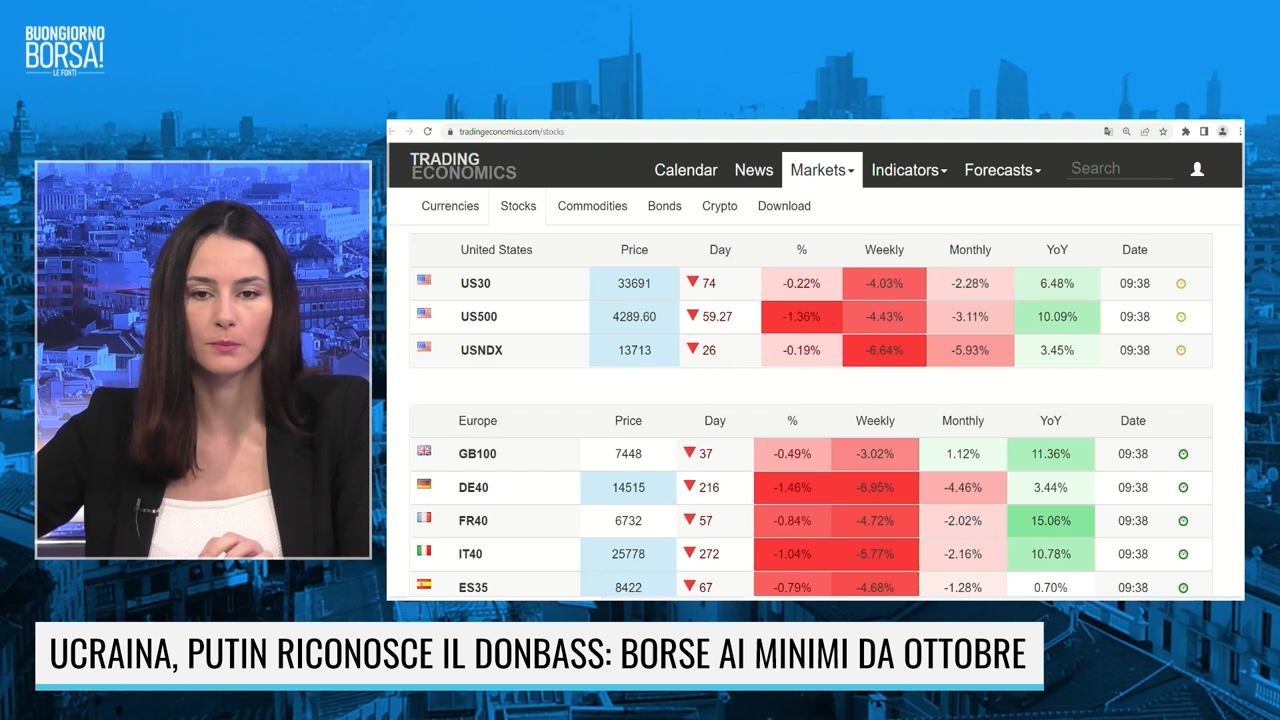 BUONGIORNO
BORSA!
LE FONTI
tradingeconomics.com/stocks
TRADING
ECONOMICS
Calendar News Markets Indicators Forecasts Search
Currencies Stocks Commodities Bonds Crypto Download
United States Price Day % Weekly Monthly YoY Date
US30 33691 74 -0.22% -4.03% -2.28% 6.48% 09:38
US500 4289.60 59.27 -1.36% -4.43% -3.11% 10.09% 09:38
USNDX 13713 26 -0.19% -6.64% -5.93% 3.45% 09:38
Europe Price Day % Weekly Monthly YoY Date
GB100 7448 37 -0.49% -3.02% 1.12% 11.36% 09:38
DE40 14515 216 -1.46% -6.95% -4.46% 3.44% 09:38
FR40 6732 57 -0.84% -4.72% -2.02% 15.06% 09:38
IT40 25778 272 -1.04% -5.77% -2.16% 10.78% 09:38
ES35 8422 67 -0.79% -4.68% -1.28% 0.70% 09:38
UCRAINA, PUTIN RICONOSCE IL DONBASS: BORSE AI MINIMI DA OTTOBRE